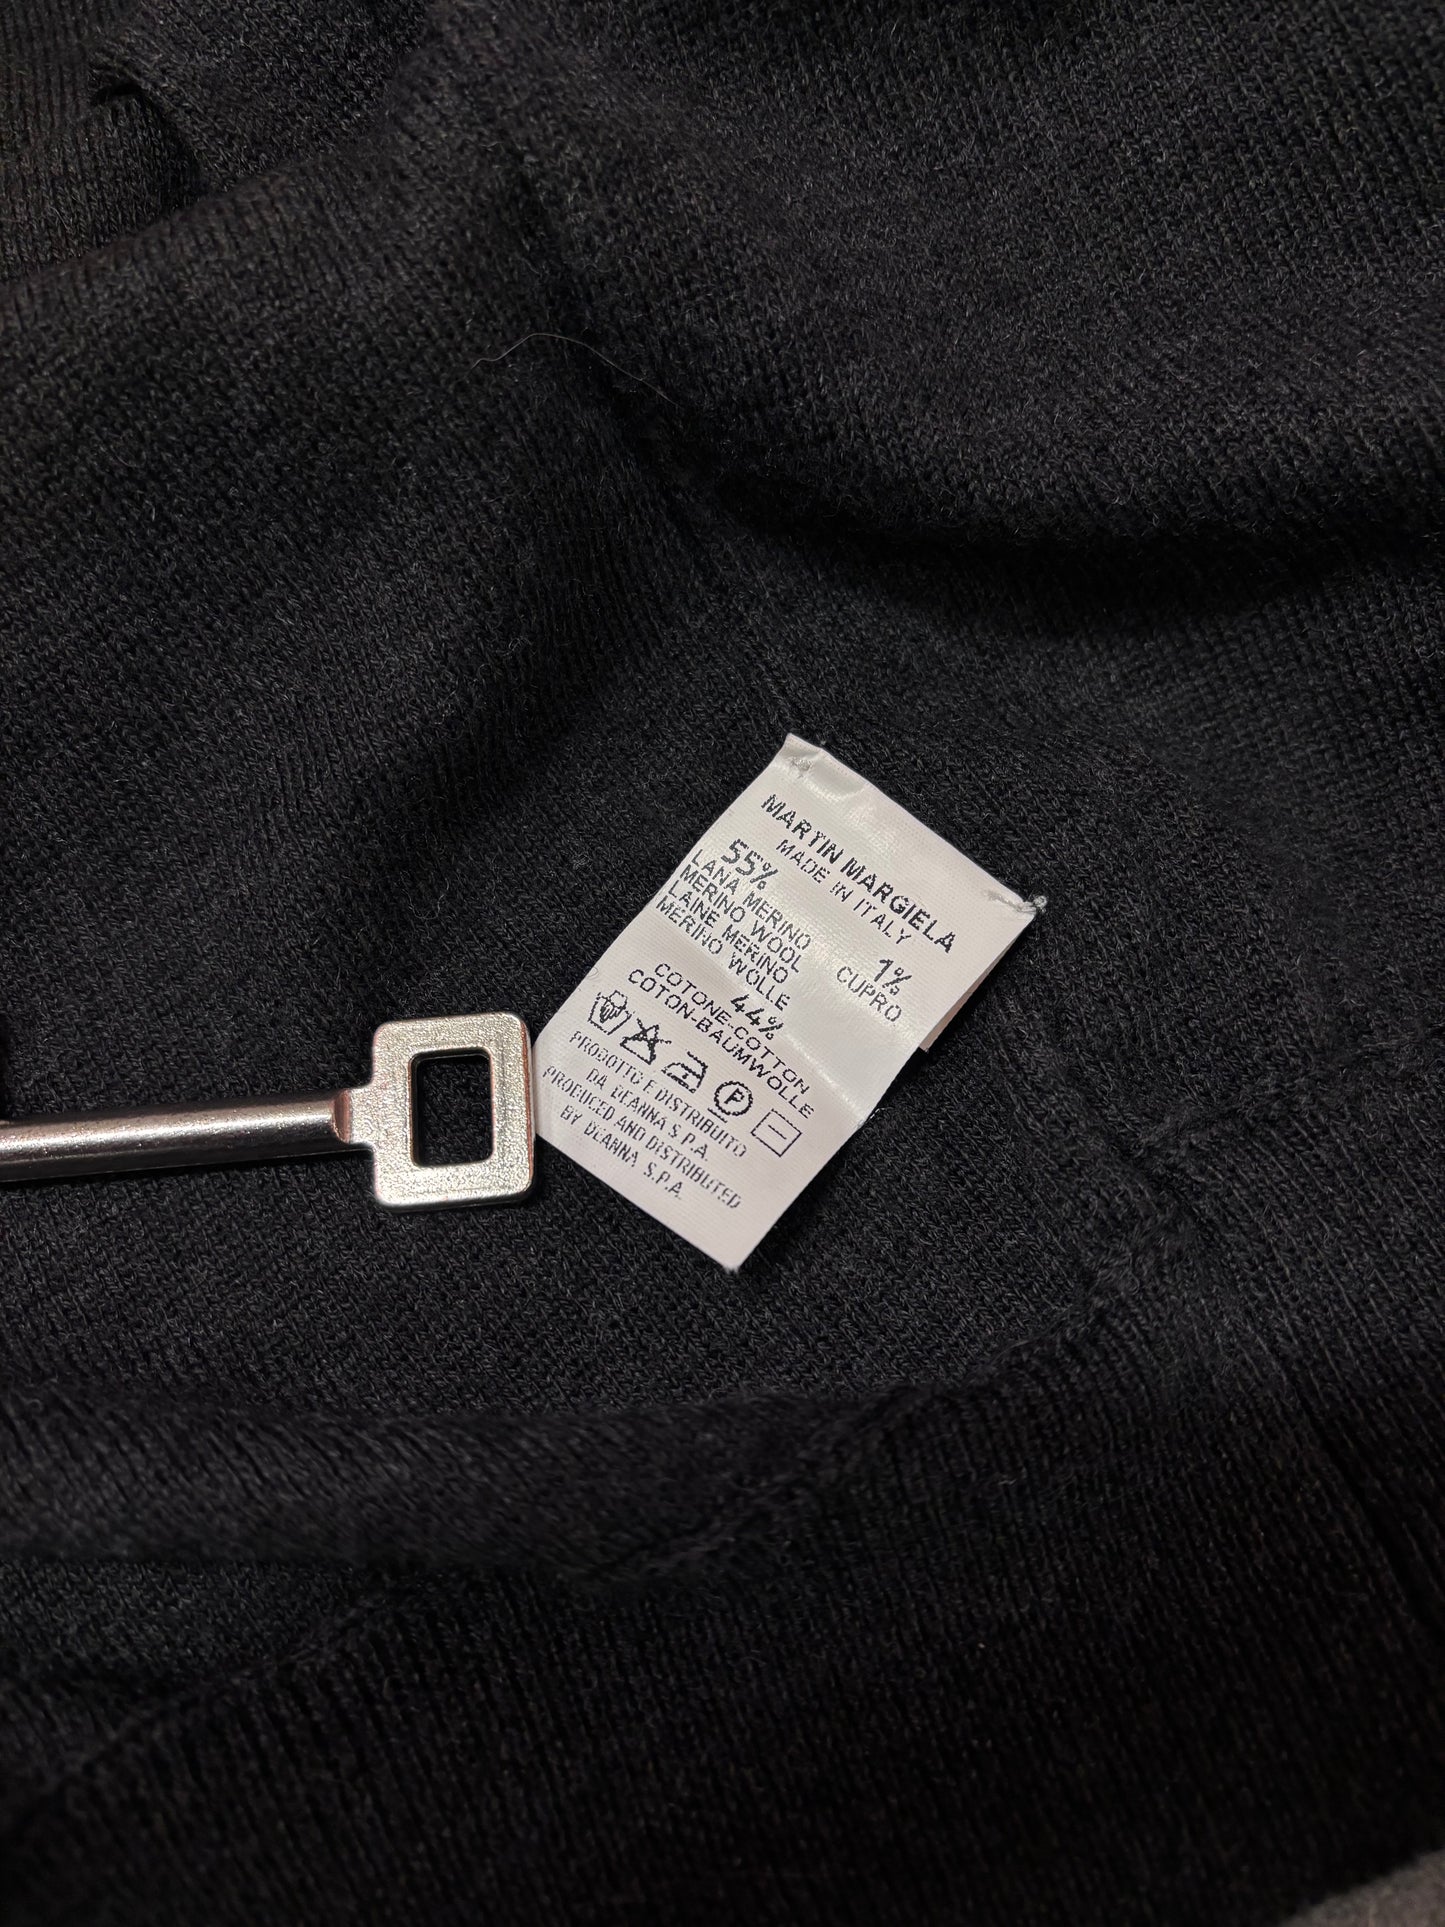 MARTIN MARGIELA
MADE IN ITALY
55%
LANA MERINO
MERINO WOOL
LAINE MERINO
MERINO WOLLE
1%
CUPRO
44%
COTONE-COTTON
COTON-BAUMWOLLE
P
PRODOTTO E DISTRIBUITO
DA DEANNA S.P.A.
PRODUCED AND DISTRIBUTED
BY DEANNA S.P.A.